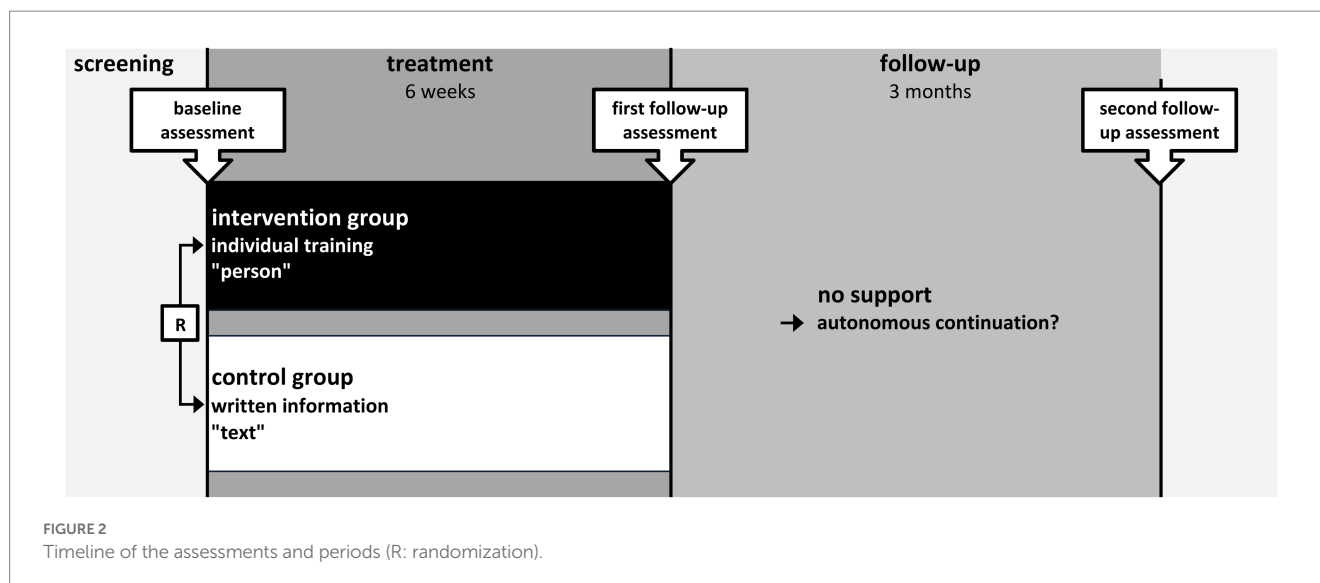 screening
treatment
6 weeks
follow-up
3 months
baseline
assessment
first follow-up
assessment
second follow-
up assessment
intervention group
individual training
"person"
R
control group
written information
"text"
no support
autonomous continuation?
FIGURE 2
Timeline of the assessments and periods (R: randomization).